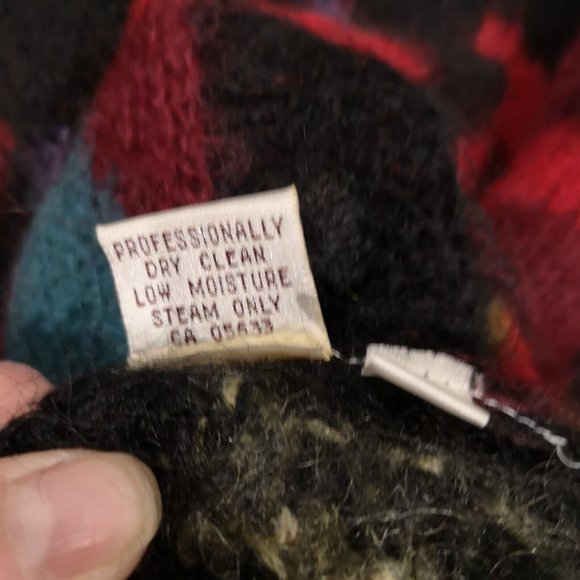 PROFESSIONALLY
DRY CLEAN
LOW MOISTURE
STEAM ONLY
CA 05633